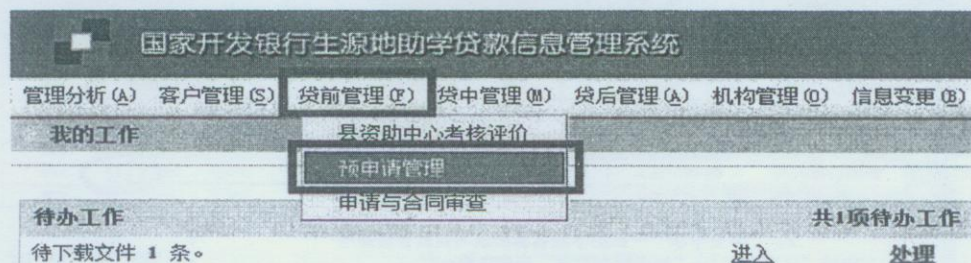 国家开发银行生源地助学贷款信息管理系统
管理分析(A) 客户管理(S) 贷前管理(F) 贷中管理(M) 贷后管理(A) 机构管理(O) 信息变更(B)
我的工作
县资助中心考核评价
预申请管理
申请与合同审查
待办工作 共1项待办工作
待下载文件 1 条。 进入 处理